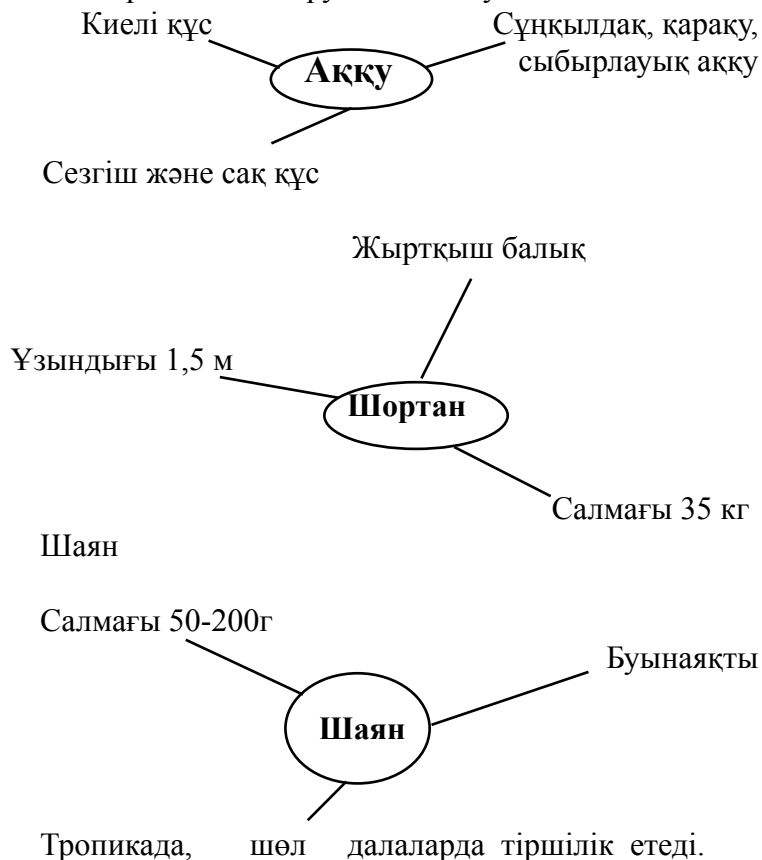 Киелі құс
Сұңқылдақ, қарақу,
сыбырлауық аққу
Аққу
Сезгіш және сақ құс
Жыртқыш балық
Ұзындығы 1,5 м
Шортан
Салмағы 35 кг
Шаян
Салмағы 50-200г
Буынаяқты
Шаян
Тропикада, шөл далаларда тіршілік етеді.